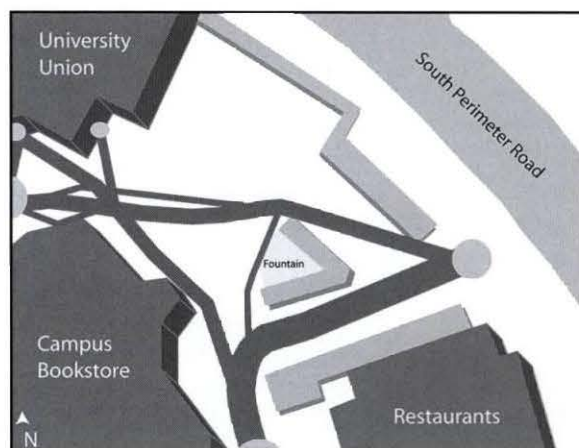 University
Union
South Perimeter Road
Fountain
Campus
Bookstore
Restaurants
N